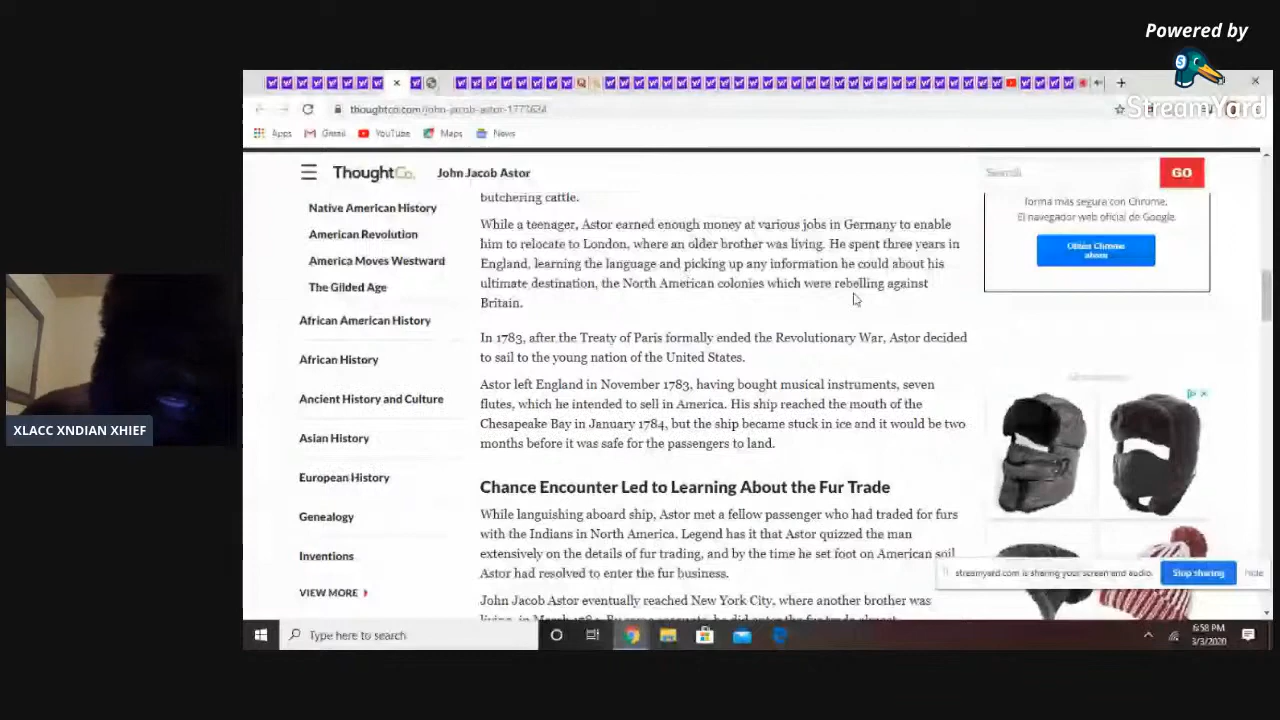 Powered by
StreamYard
thoughtco.com/john-jacob-astor-1773624
Apps Gmail YouTube Maps News
ThoughtCo. John Jacob Astor
Search
GO
Native American History
American Revolution
America Moves Westward
The Gilded Age
African American History
African History
Ancient History and Culture
Asian History
European History
Genealogy
Inventions
VIEW MORE
butchering cattle.
While a teenager, Astor earned enough money at various jobs in Germany to enable
him to relocate to London, where an older brother was living. He spent three years in
England, learning the language and picking up any information he could about his
ultimate destination, the North American colonies which were rebelling against
Britain.
In 1783, after the Treaty of Paris formally ended the Revolutionary War, Astor decided
to sail to the young nation of the United States.
Astor left England in November 1783, having bought musical instruments, seven
flutes, which he intended to sell in America. His ship reached the mouth of the
Chesapeake Bay in January 1784, but the ship became stuck in ice and it would be two
months before it was safe for the passengers to land.
Chance Encounter Led to Learning About the Fur Trade
While languishing aboard ship, Astor met a fellow passenger who had traded for furs
with the Indians in North America. Legend has it that Astor quizzed the man
extensively on the details of fur trading, and by the time he set foot on American soil
Astor had resolved to enter the fur business.
John Jacob Astor eventually reached New York City, where another brother was
forma más segura con Chrome.
El navegador web oficial de Google.
Obtén Chrome
ahora
streamyard.com is sharing your screen and audio.
Stop sharing
Hide
XLACC XNDIAN XHIEF
Type here to search
6:58 PM
3/3/2020